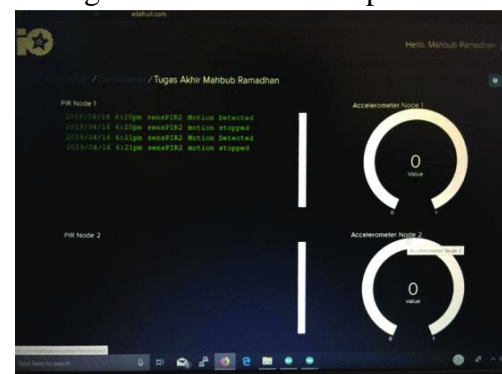 adafruit.com
iO
Hello, Mahbub Ramadhan
/ Tugas Akhir Mahbub Ramadhan
PIR Node 1
2019/04/16 6:20pm sensPIR2 Motion Detected
2019/04/16 6:20pm sensPIR2 motion stopped
2019/04/16 6:21pm sensPIR2 Motion Detected
2019/04/16 6:21pm sensPIR2 motion stopped
Accelerometer Node 1
0
Value
0 1
PIR Node 2
Accelerometer Node 2
Accelerometer Node 2
0
value
0 1
Type here to search